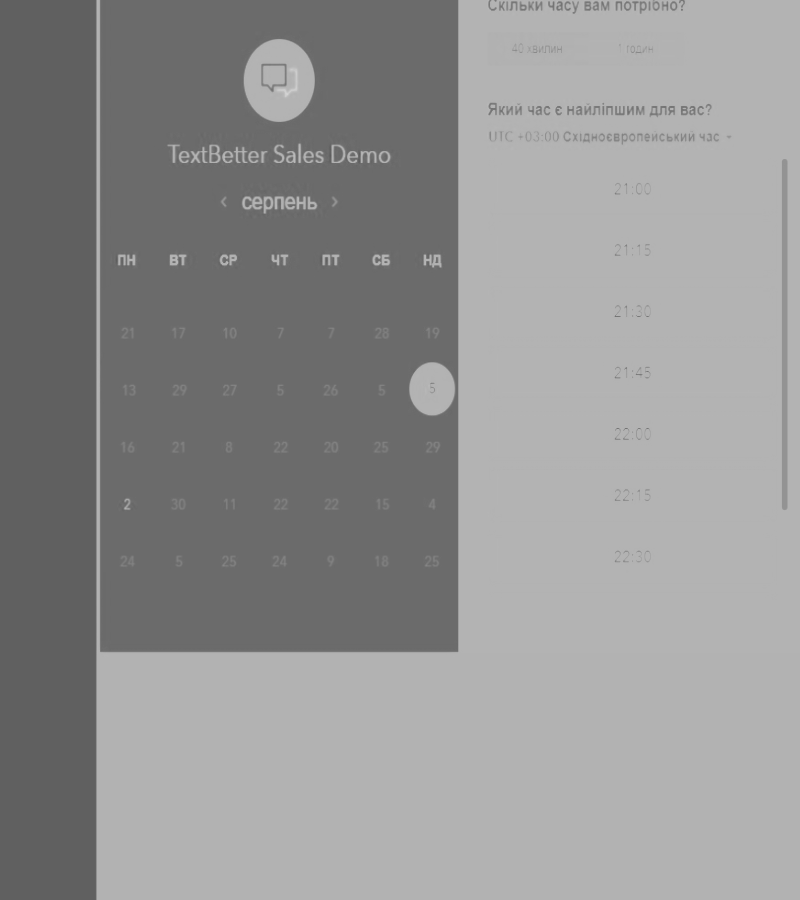 Скільки часу вам потрібно?
40 хвилин 1 годин
Який час є найліпшим для вас?
UTC +03:00 Східноєвропейський час
TextBetter Sales Demo
‹ серпень ›
ПН ВТ СР ЧТ ПТ СБ НД
21 17 10 7 7 28 19
13 29 27 5 26 5 5
16 21 8 22 20 25 29
2 30 11 22 22 15 4
24 5 25 24 9 18 25
21:00
21:15
21:30
21:45
22:00
22:15
22:30